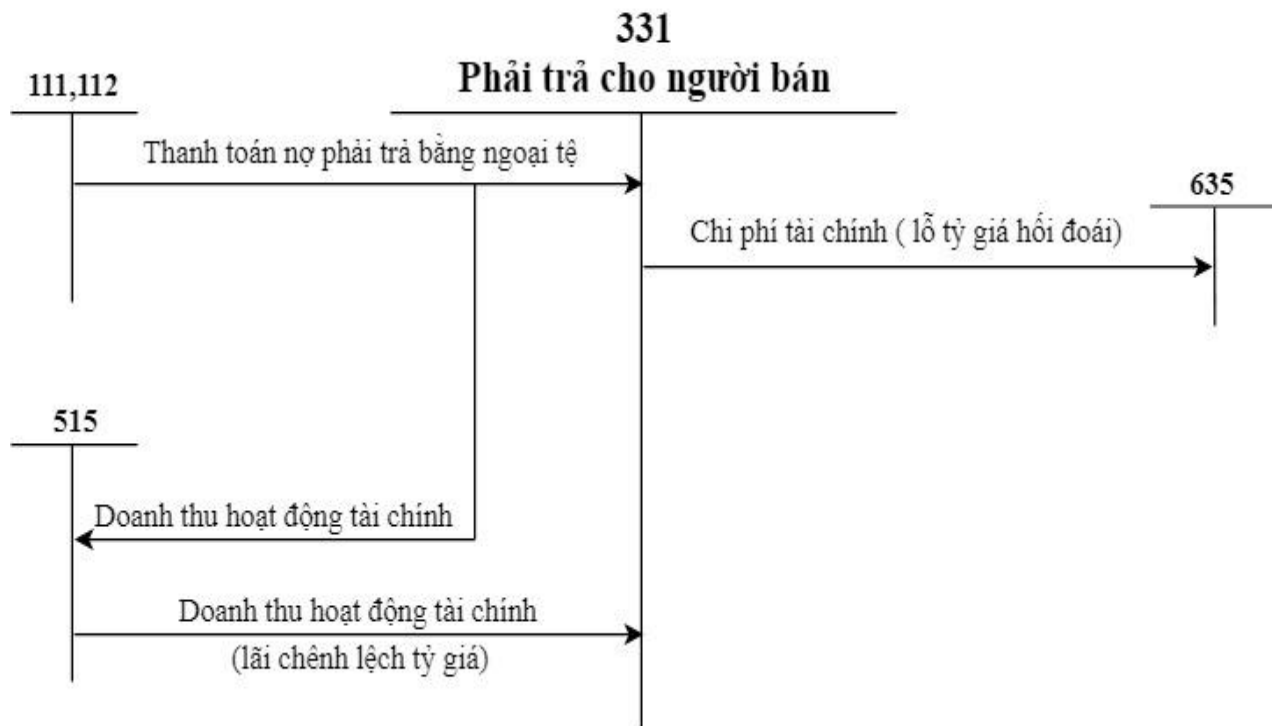 331
Phải trả cho người bán
111,112
Thanh toán nợ phải trả bằng ngoại tệ
635
Chi phí tài chính ( lỗ tỷ giá hối đoái)
515
Doanh thu hoạt động tài chính
Doanh thu hoạt động tài chính
(lãi chênh lệch tỷ giá)